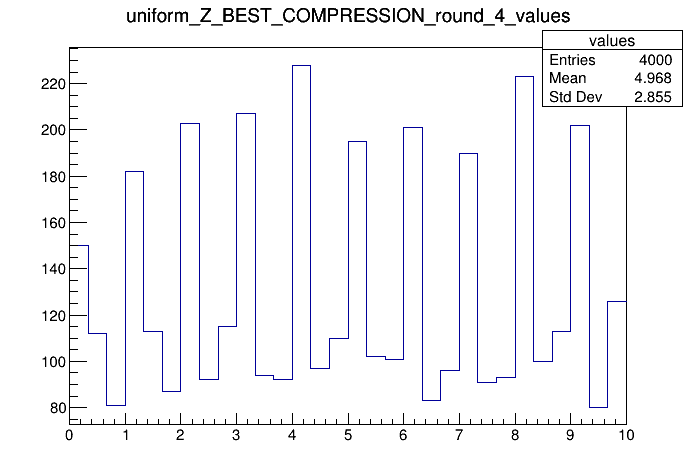 uniform_Z_BEST_COMPRESSION_round_4_values
values
Entries 4000
Mean 4.968
Std Dev 2.855
220
200
180
160
140
120
100
80
0 1 2 3 4 5 6 7 8 9 10